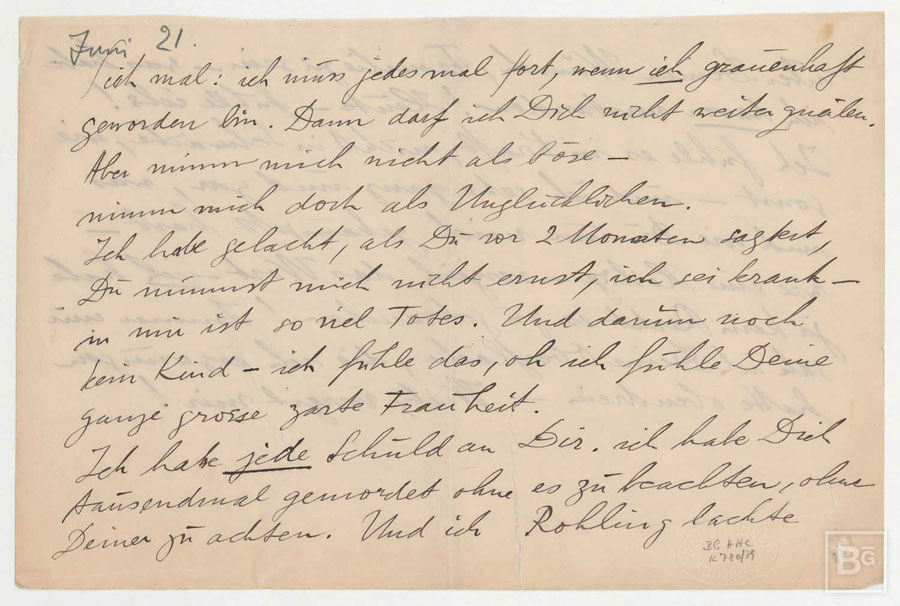 Juni 21.
ich mal: ich muss jedesmal fort, wenn ich grauenhaft
geworden bin. Dann darf ich Dich nicht weiter quälen.
Aber nimm mich nicht als böse –
nimm mich doch als Unglücklichen.
Ich habe gelacht, als Du vor 2 Monaten sagtest,
Du nimmst mich nicht ernst, ich sei krank –
in mir ist so viel Totes. Und darum noch
kein Kind – ich fühle das, oh ich fühle Deine
ganze grosse zarte Frauheit.
Ich habe jede Schuld an Dir. ich habe Dich
tausendmal gemordet ohne es zu beachten, ohne
Deiner zu achten. Und ich Rohling lachte
BG HHC
K 780/79
BG